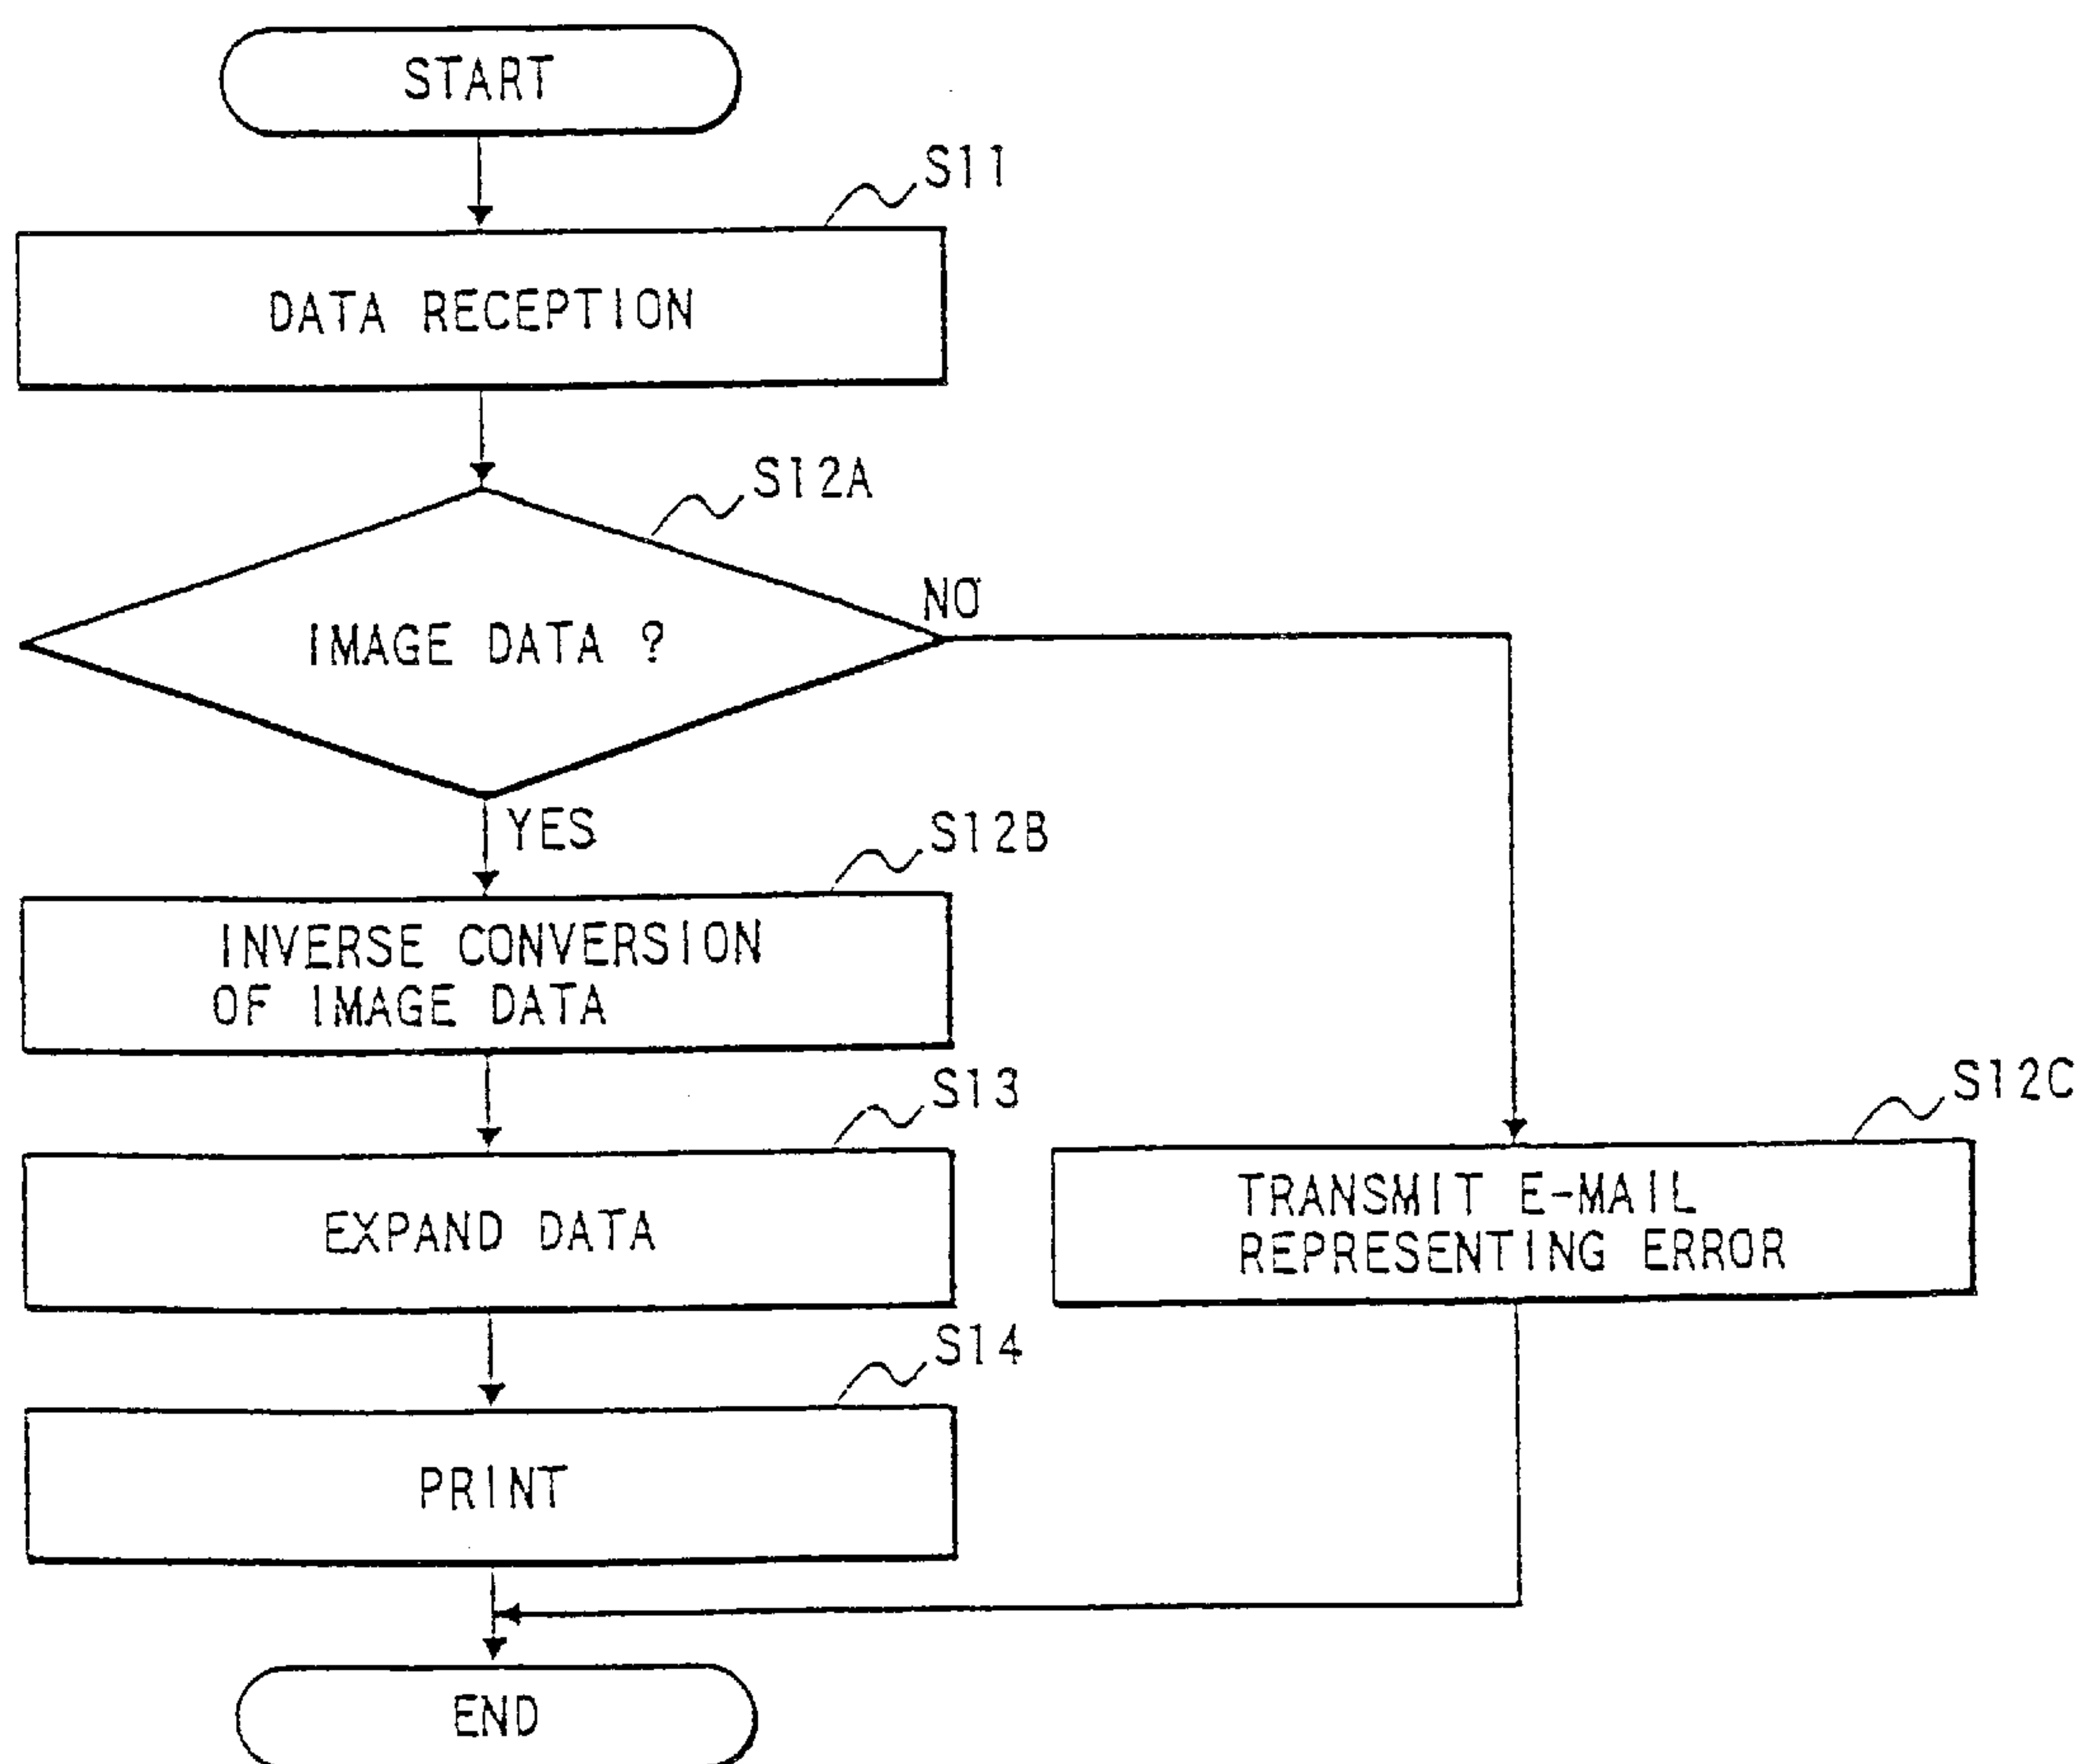 START
S11
DATA RECEPTION
S12A
IMAGE DATA ?
NO
YES
S12B
INVERSE CONVERSION
OF IMAGE DATA
S13
EXPAND DATA
S12C
TRANSMIT E-MAIL
REPRESENTING ERROR
S14
PRINT
END